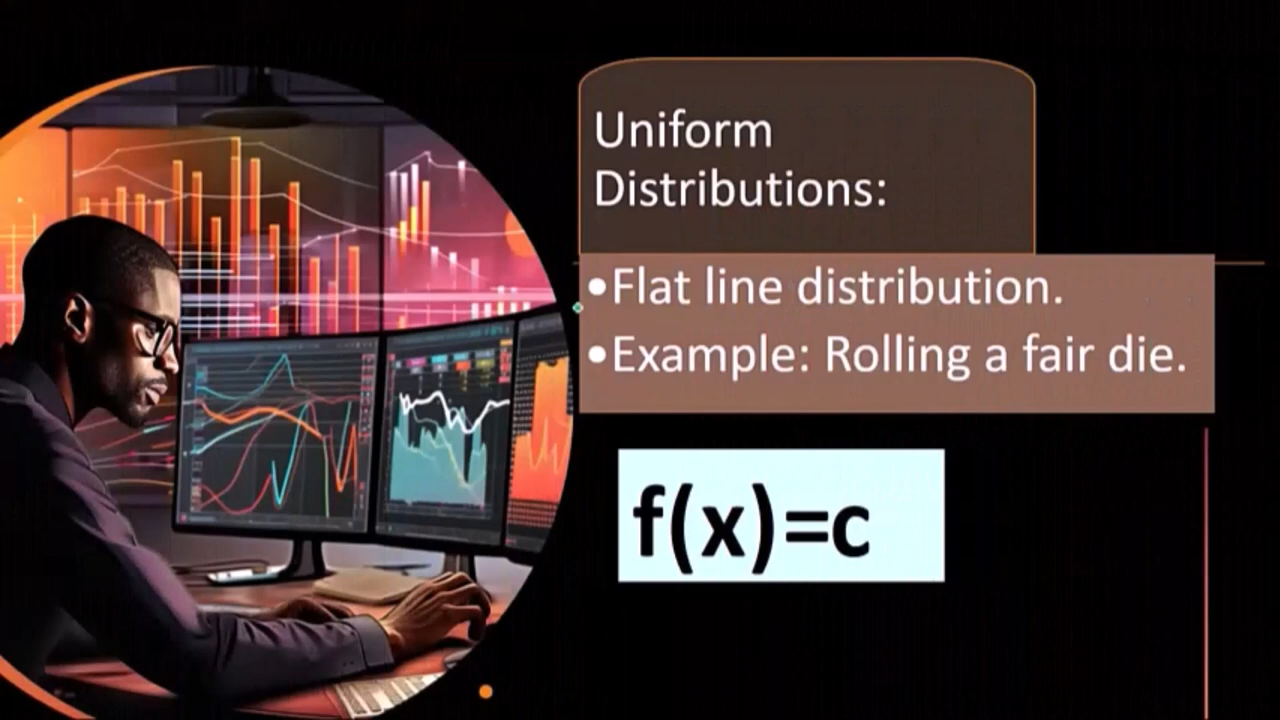 Uniform
Distributions:
•Flat line distribution.
•Example: Rolling a fair die.
f(x)=c